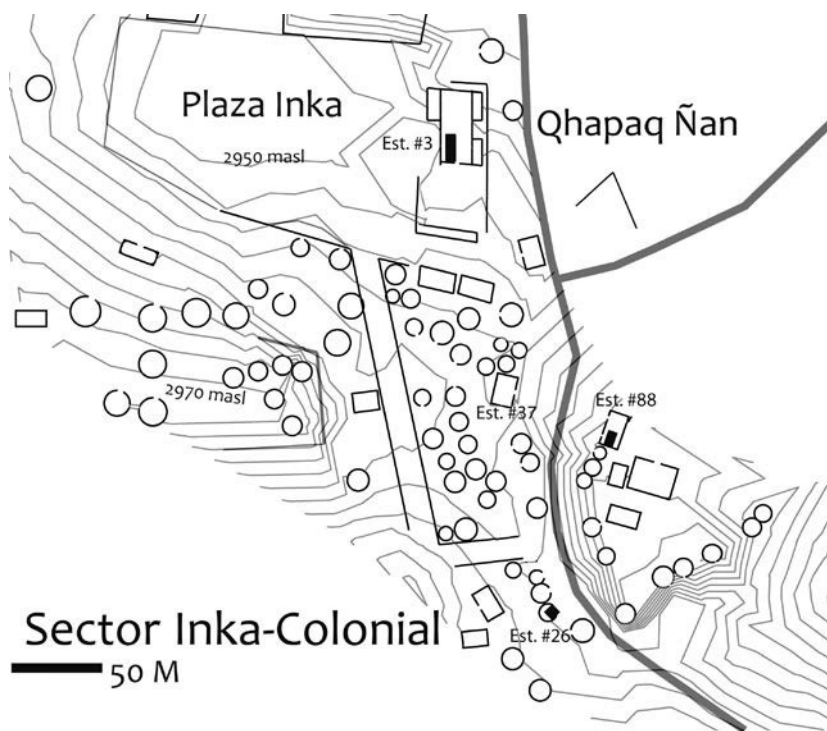 Plaza Inka
Qhapaq Ñan
Est. #3
2950 masl
2970 masl
Est. #37
Est. #88
Sector Inka-Colonial
Est. #26
50 M